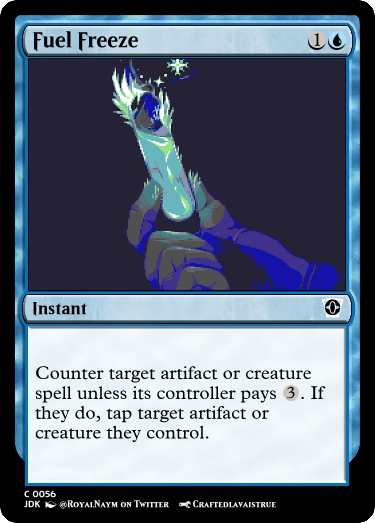 Fuel Freeze 1
Instant
Counter target artifact or creature
spell unless its controller pays 3. If
they do, tap target artifact or
creature they control.
C 0056
JDK @RoyalNaym on Twitter Craftedlavaistrue